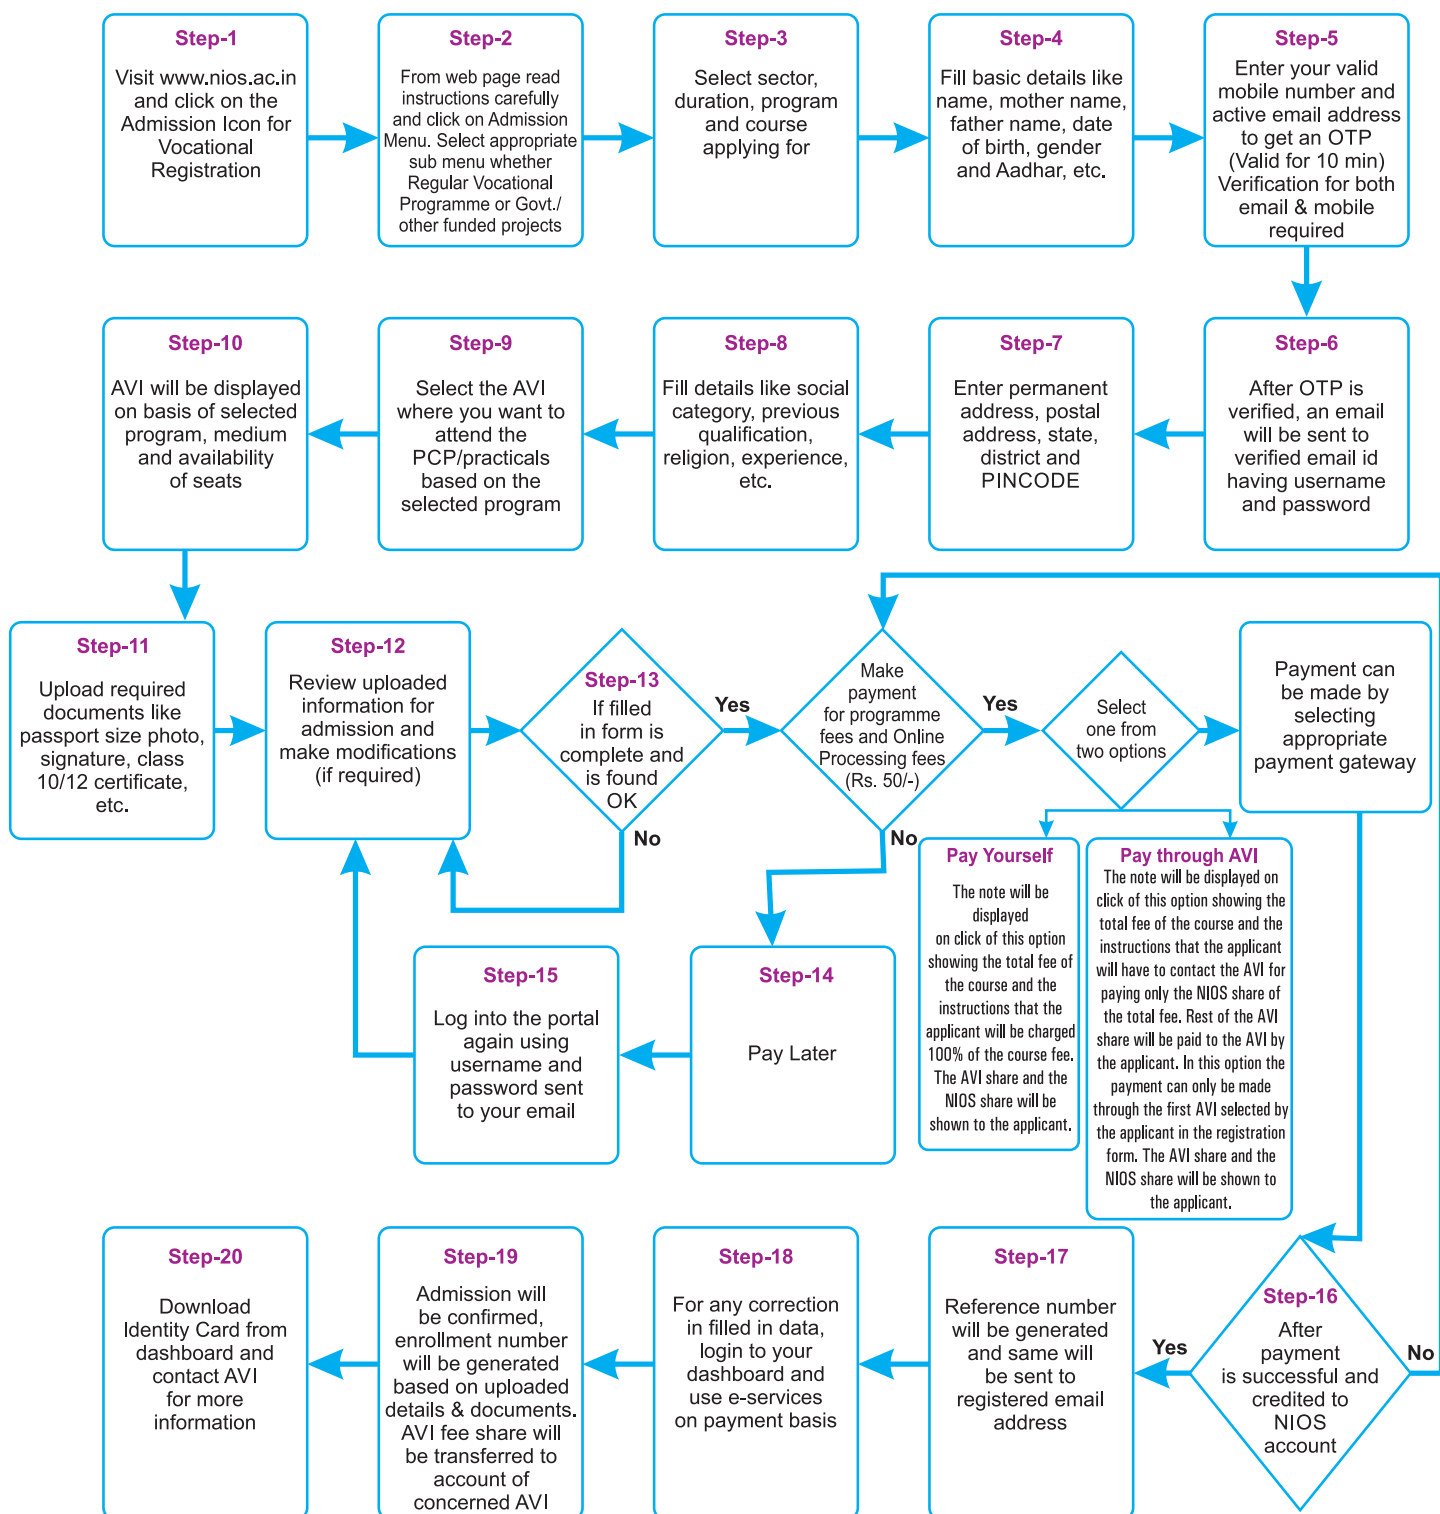 Step-1
Visit www.nios.ac.in
and click on the
Admission Icon for
Vocational
Registration
Step-2
From web page read
instructions carefully
and click on Admission
Menu. Select appropriate
sub menu whether
Regular Vocational
Programme or Govt./
other funded projects
Step-3
Select sector,
duration, program
and course
applying for
Step-4
Fill basic details like
name, mother name,
father name, date
of birth, gender
and Aadhar, etc.
Step-5
Enter your valid
mobile number and
active email address
to get an OTP
(Valid for 10 min)
Verification for both
email & mobile
required
Step-6
After OTP is
verified, an email
will be sent to
verified email id
having username
and password
Step-7
Enter permanent
address, postal
address, state,
district and
PINCODE
Step-8
Fill details like social
category, previous
qualification,
religion, experience,
etc.
Step-9
Select the AVI
where you want to
attend the
PCP/practicals
based on the
selected program
Step-10
AVI will be displayed
on basis of selected
program, medium
and availability
of seats
Step-11
Upload required
documents like
passport size photo,
signature, class
10/12 certificate,
etc.
Step-12
Review uploaded
information for
admission and
make modifications
(if required)
Step-13
If filled
in form is
complete and
is found
OK
Yes
No
Make
payment
for programme
fees and Online
Processing fees
(Rs. 50/-)
Yes
No
Select
one from
two options
Payment can
be made by
selecting
appropriate
payment gateway
Pay Yourself
The note will be
displayed
on click of this option
showing the total fee of
the course and the
instructions that the
applicant will be charged
100% of the course fee.
The AVI share and the
NIOS share will be
shown to the applicant.
Pay through AVI
The note will be displayed on
click of this option showing the
total fee of the course and the
instructions that the applicant
will have to contact the AVI for
paying only the NIOS share of
the total fee. Rest of the AVI
share will be paid to the AVI by
the applicant. In this option the
payment can only be made
through the first AVI selected by
the applicant in the registration
form. The AVI share and the
NIOS share will be shown to
the applicant.
Step-14
Pay Later
Step-15
Log into the portal
again using
username and
password sent
to your email
Step-16
After
payment
is successful and
credited to
NIOS
account
Yes
No
Step-17
Reference number
will be generated
and same will
be sent to
registered email
address
Step-18
For any correction
in filled in data,
login to your
dashboard and
use e-services
on payment basis
Step-19
Admission will
be confirmed,
enrollment number
will be generated
based on uploaded
details & documents.
AVI fee share will
be transferred to
account of
concerned AVI
Step-20
Download
Identity Card from
dashboard and
contact AVI
for more
information